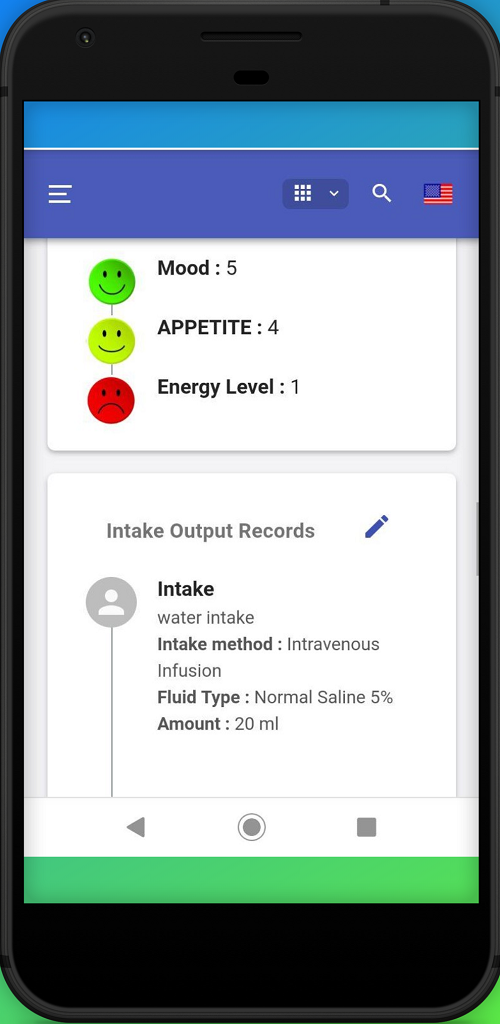 Mood : 5
APPETITE : 4
Energy Level : 1
Intake Output Records
Intake
water intake
Intake method : Intravenous
Infusion
Fluid Type : Normal Saline 5%
Amount : 20 ml